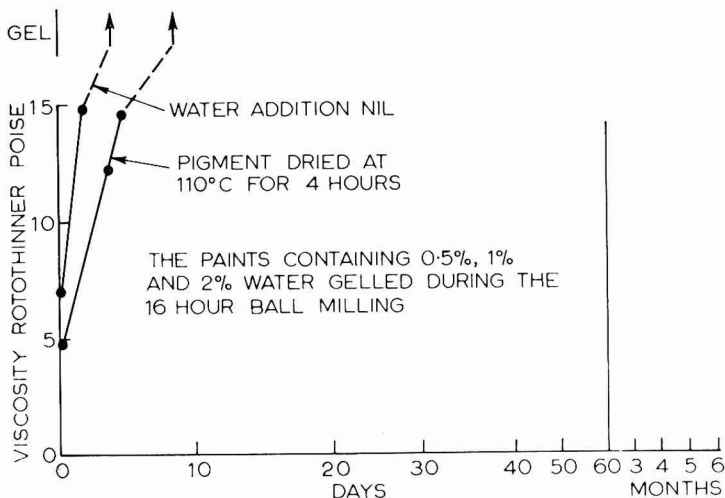 GEL
15
WATER ADDITION NIL
PIGMENT DRIED AT
110°C FOR 4 HOURS
10
THE PAINTS CONTAINING 0·5%, 1%
AND 2% WATER GELLED DURING THE
16 HOUR BALL MILLING
5
0
VISCOSITY ROTOTHINNER POISE
0 10 20 30 40 50 60 3 4 5 6
DAYS MONTHS